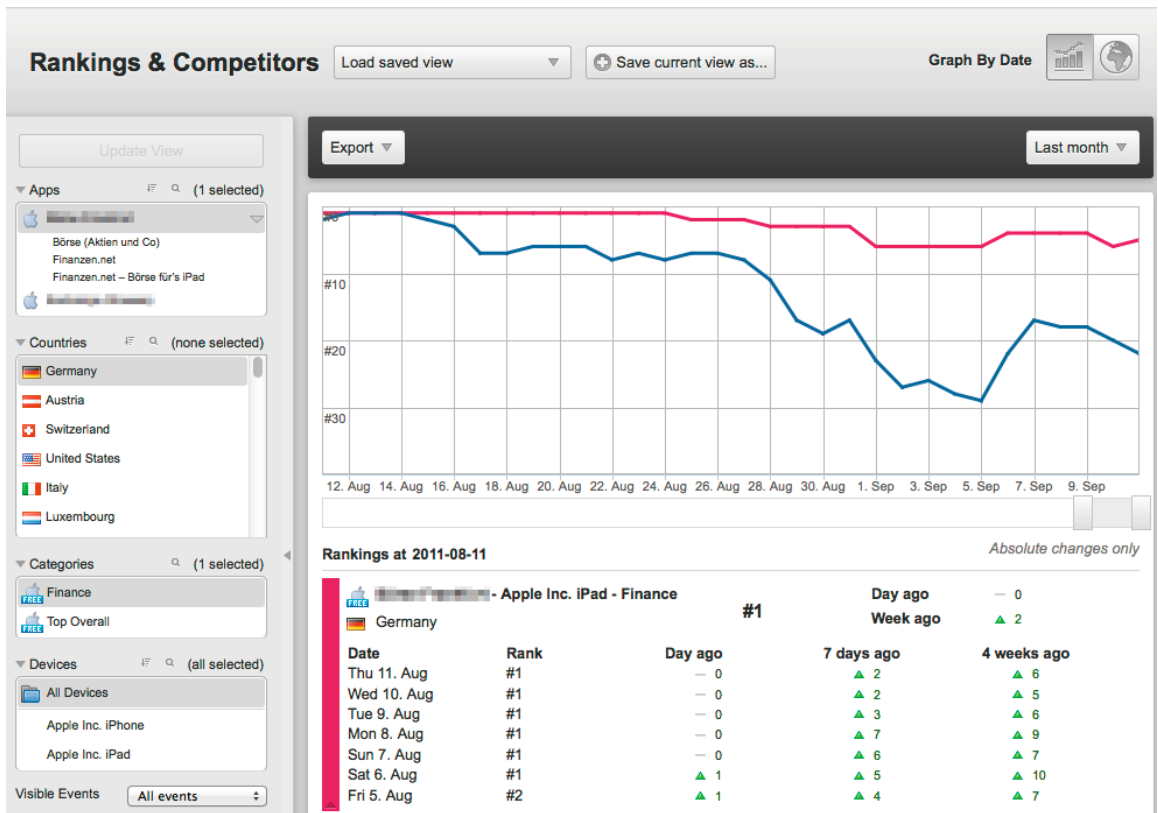 Rankings & Competitors
Load saved view
Save current view as...
Graph By Date
Update View
Apps (1 selected)
Börse (Aktien und Co)
Finanzen.net
Finanzen.net – Börse für's iPad
Countries (none selected)
Germany
Austria
Switzerland
United States
Italy
Luxembourg
Categories (1 selected)
FREE Finance
FREE Top Overall
Devices (all selected)
All Devices
Apple Inc. iPhone
Apple Inc. iPad
Visible Events All events
Export
Last month
#10
#20
#30
12. Aug 14. Aug 16. Aug 18. Aug 20. Aug 22. Aug 24. Aug 26. Aug 28. Aug 30. Aug 1. Sep 3. Sep 5. Sep 7. Sep 9. Sep
Rankings at 2011-08-11
Absolute changes only
FREE - Apple Inc. iPad - Finance
Germany
#1
Day ago — 0
Week ago ▲ 2
Date Rank Day ago 7 days ago 4 weeks ago
Thu 11. Aug #1 — 0 ▲ 2 ▲ 6
Wed 10. Aug #1 — 0 ▲ 2 ▲ 5
Tue 9. Aug #1 — 0 ▲ 3 ▲ 6
Mon 8. Aug #1 — 0 ▲ 7 ▲ 9
Sun 7. Aug #1 — 0 ▲ 6 ▲ 7
Sat 6. Aug #1 ▲ 1 ▲ 5 ▲ 10
Fri 5. Aug #2 ▲ 1 ▲ 4 ▲ 7